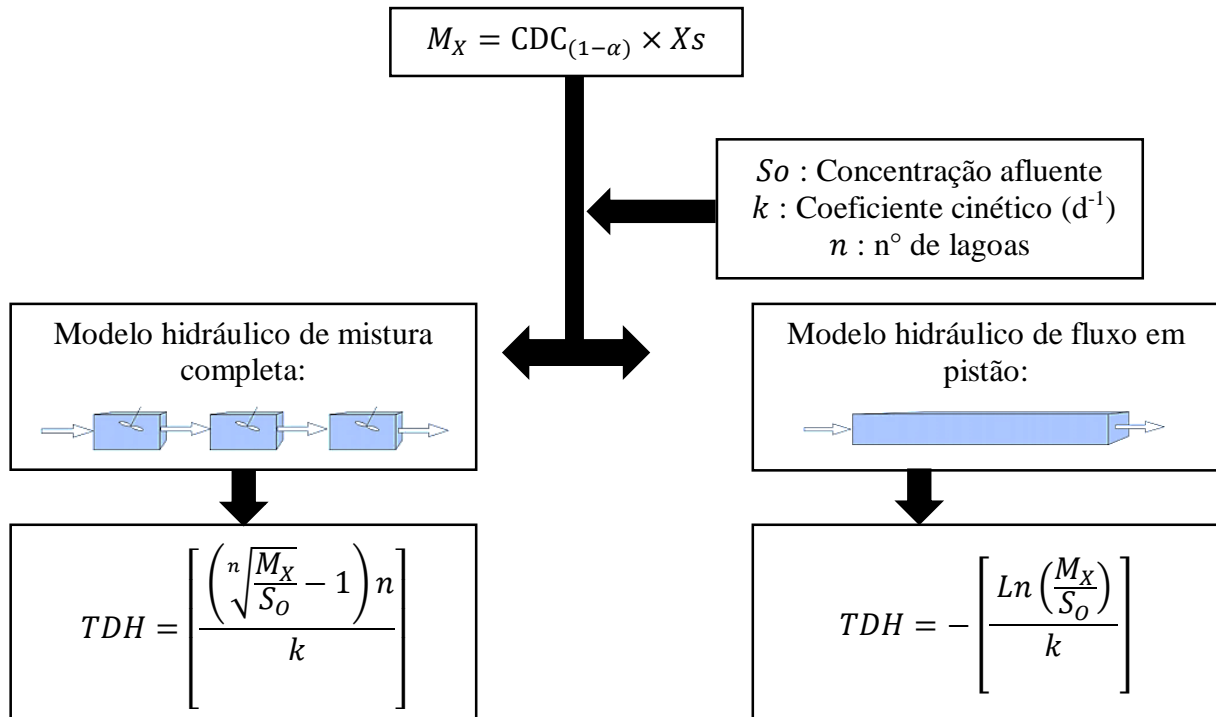 M_X = CDC_(1−α) × Xs
So : Concentração afluente
k : Coeficiente cinético (d⁻¹)
n : n° de lagoas
Modelo hidráulico de mistura
completa:
Modelo hidráulico de fluxo em
pistão:
TDH = [((ⁿ√(M_X/S_O) − 1) n)/k]
TDH = −[Ln (M_X/S_O)/k]